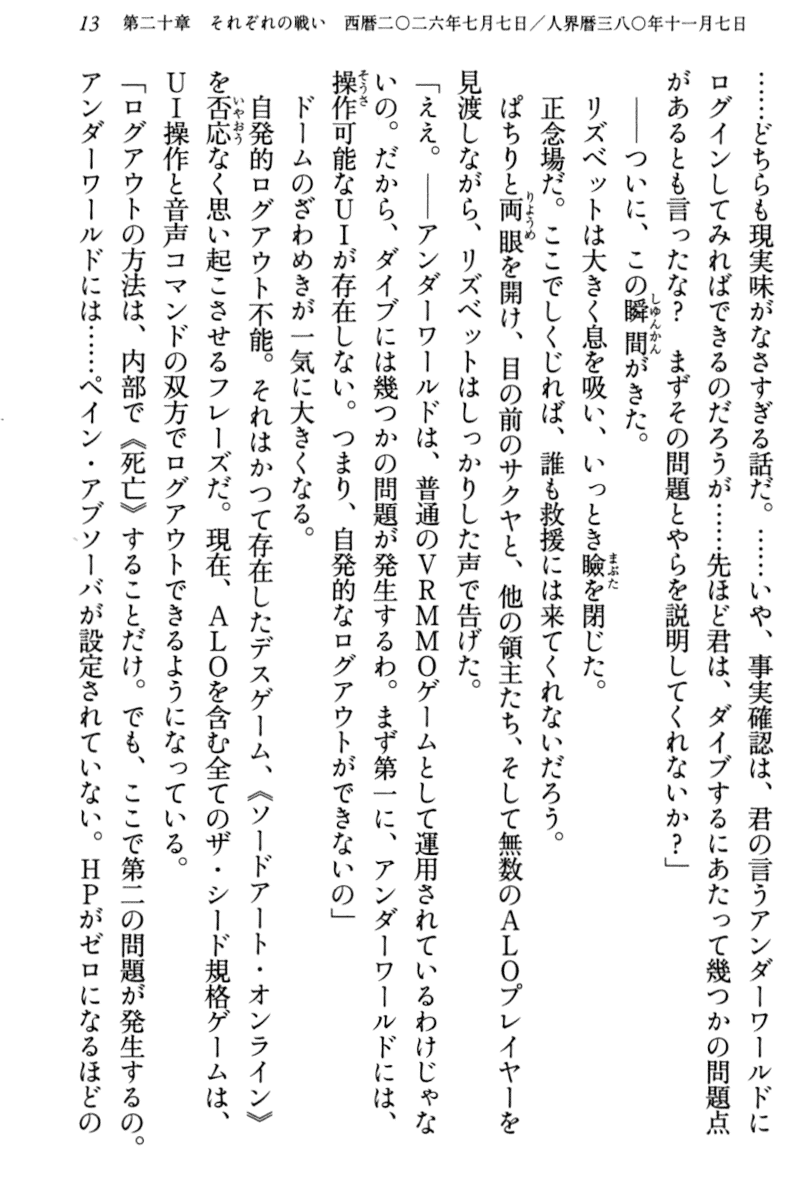 13　第二十章　それぞれの戦い　西暦二〇二六年七月七日／人界暦三八〇年十一月七日
……どちらも現実味がなさすぎる話だ。……いや、事実確認は、君の言うアンダーワールドに
ログインしてみればできるのだろうが……先ほど君は、ダイブするにあたって幾つかの問題点
があるとも言ったな？　まずその問題とやらを説明してくれないか？」
――ついに、この瞬間がきた。
リズベットは大きく息を吸い、いっとき瞼を閉じた。
正念場だ。ここでしくじれば、誰も救援には来てくれないだろう。
ぱちりと両眼を開け、目の前のサクヤと、他の領主たち、そして無数のＡＬＯプレイヤーを
見渡しながら、リズベットはしっかりした声で告げた。
「ええ。――アンダーワールドは、普通のＶＲＭＭＯゲームとして運用されているわけじゃな
いの。だから、ダイブには幾つかの問題が発生するわ。まず第一に、アンダーワールドには、
操作可能なＵＩが存在しない。つまり、自発的なログアウトができないの」
ドームのざわめきが一気に大きくなる。
自発的ログアウト不能。それはかつて存在したデスゲーム、《ソードアート・オンライン》
を否応なく思い起こさせるフレーズだ。現在、ＡＬＯを含む全てのザ・シード規格ゲームは、
ＵＩ操作と音声コマンドの双方でログアウトできるようになっている。
「ログアウトの方法は、内部で《死亡》することだけ。でも、ここで第二の問題が発生するの。
アンダーワールドには……ペイン・アブソーバが設定されていない。ＨＰがゼロになるほどの